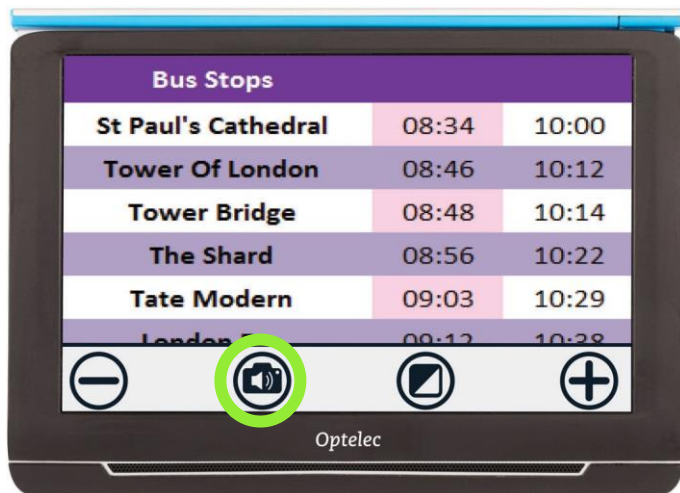 Bus Stops
St Paul's Cathedral 08:34 10:00
Tower Of London 08:46 10:12
Tower Bridge 08:48 10:14
The Shard 08:56 10:22
Tate Modern 09:03 10:29
London
Optelec